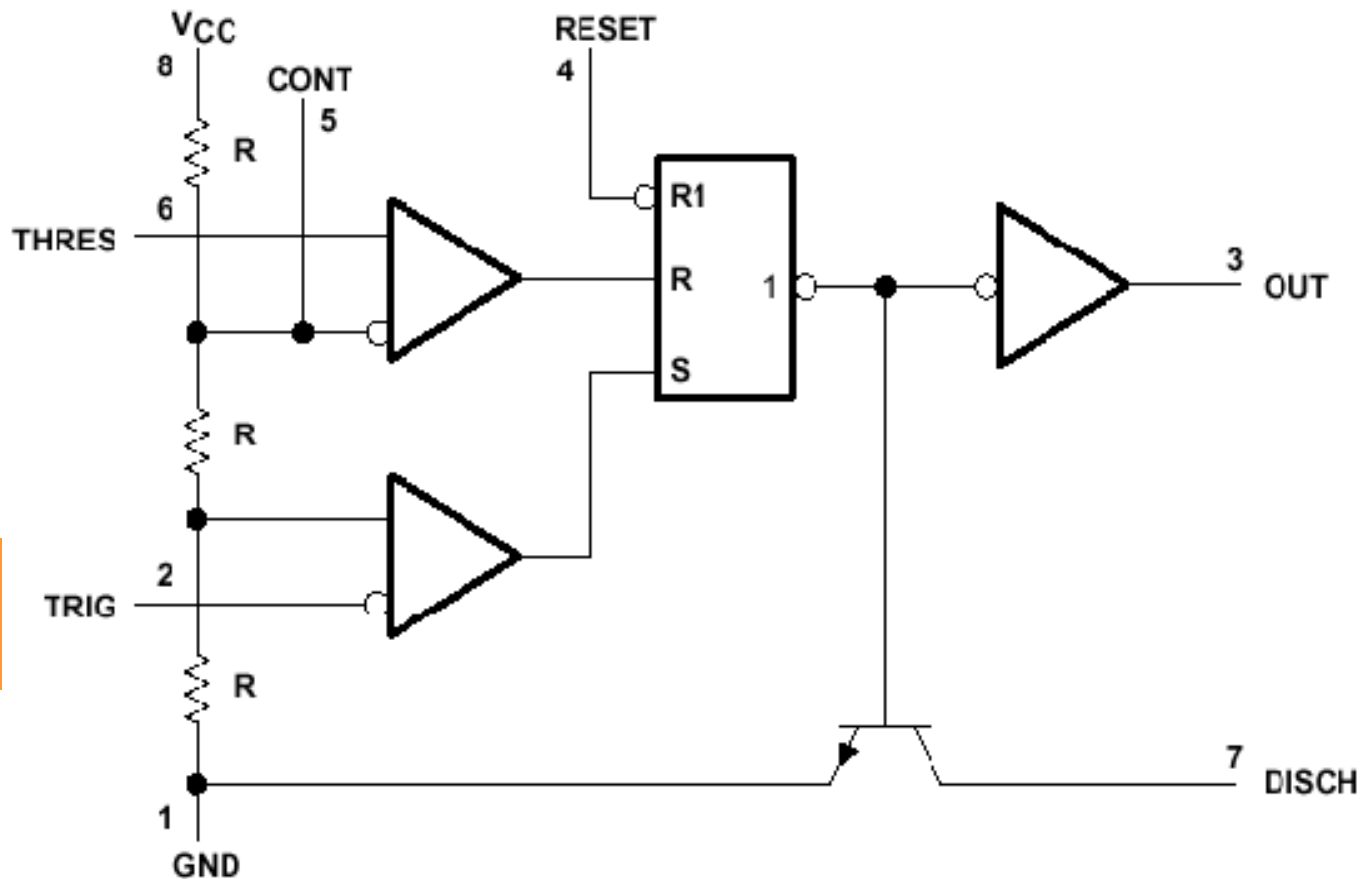 VCC
8
CONT
5
RESET
4
R
6
THRES
R1
R
1
S
3
OUT
R
2
TRIG
R
7
DISCH
1
GND